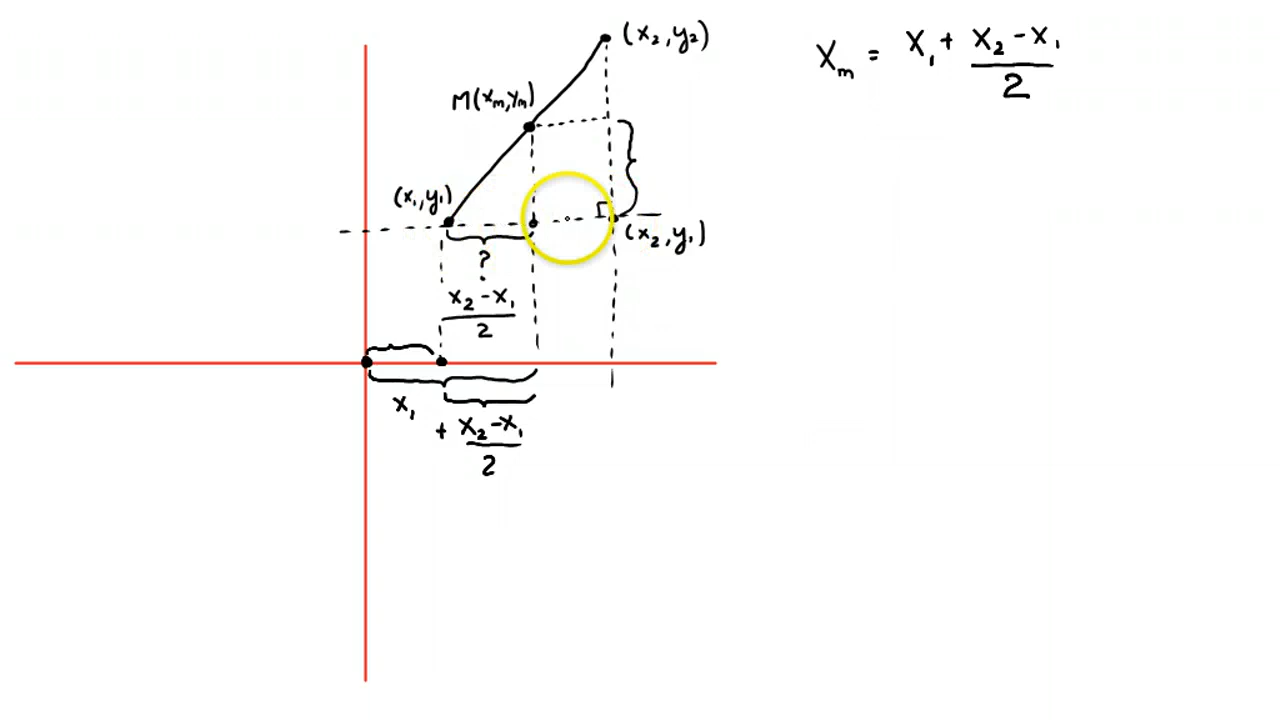 (x₂, y₂)
M(xₘ, yₘ)
(x₁, y₁)
(x₂, y₁)
?
x₂ - x₁
2
x₁
+ x₂ - x₁
2
xₘ = x₁ + x₂ - x₁
2